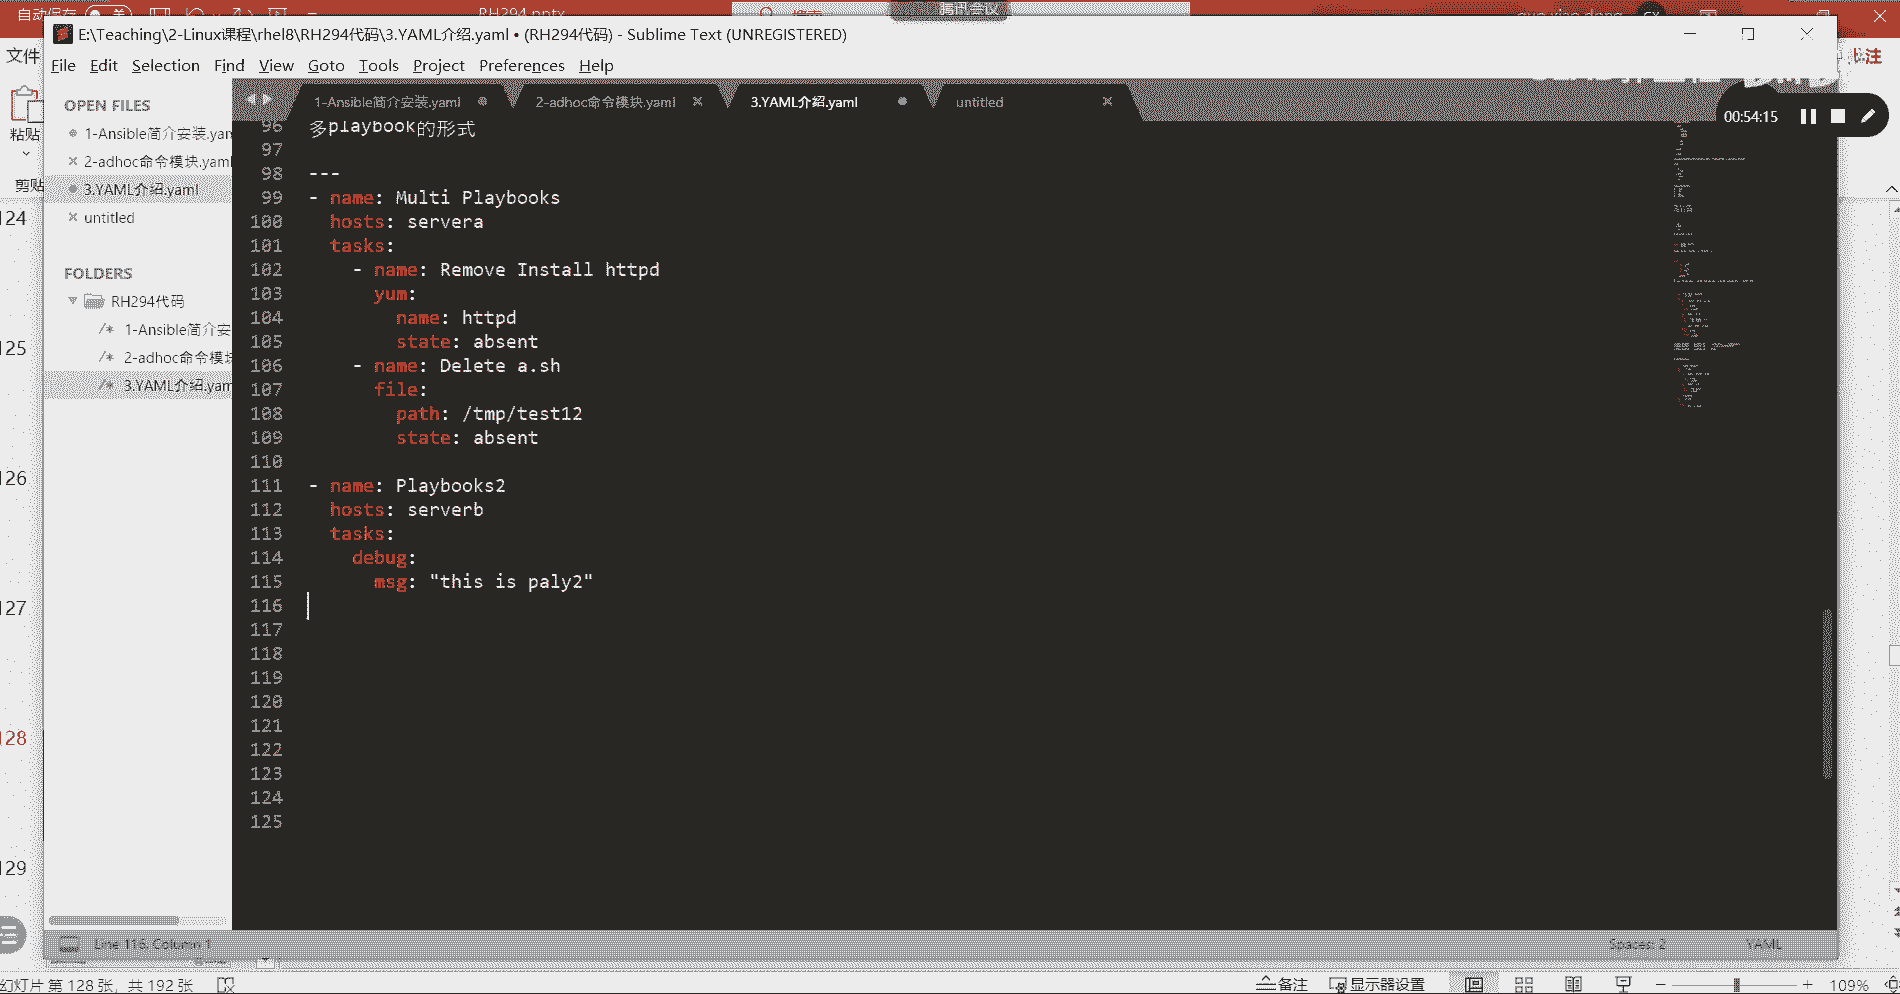 自动保存
关
RH294.pptx
搜索
腾讯会议
文件
批注
粘贴
剪贴
E:\Teaching\2-Linux课程\rhel8\RH294代码\3.YAML介绍.yaml • (RH294代码) - Sublime Text (UNREGISTERED)
File Edit Selection Find View Goto Tools Project Preferences Help
1-Ansible简介安装.yaml
2-adhoc命令模块.yaml
3.YAML介绍.yaml
untitled
00:54:15
OPEN FILES
1-Ansible简介安装.yam
2-adhoc命令模块.yaml
3.YAML介绍.yaml
untitled
FOLDERS
RH294代码
/* 1-Ansible简介安
/* 2-adhoc命令模块
/* 3.YAML介绍.yam
124
125
126
127
128
129
96 多playbook的形式
97
98 ---
99 - name: Multi Playbooks
100 hosts: servera
101 tasks:
102 - name: Remove Install httpd
103 yum:
104 name: httpd
105 state: absent
106 - name: Delete a.sh
107 file:
108 path: /tmp/test12
109 state: absent
110
111 - name: Playbooks2
112 hosts: serverb
113 tasks:
114 debug:
115 msg: "this is paly2"
116
117
118
119
120
121
122
123
124
125
Line 116, Column 1
Spaces: 2
YAML
幻灯片 第 128 张，共 192 张
备注
显示器设置
109%